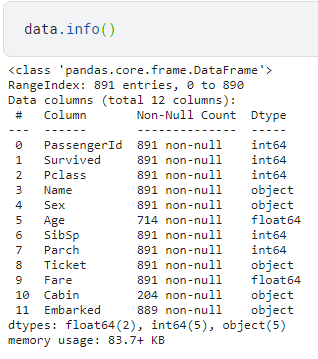 data.info()
<class 'pandas.core.frame.DataFrame'>
RangeIndex: 891 entries, 0 to 890
Data columns (total 12 columns):
 #   Column       Non-Null Count  Dtype
---  ------       --------------  -----
 0   PassengerId  891 non-null    int64
 1   Survived     891 non-null    int64
 2   Pclass       891 non-null    int64
 3   Name         891 non-null    object
 4   Sex          891 non-null    object
 5   Age          714 non-null    float64
 6   SibSp        891 non-null    int64
 7   Parch        891 non-null    int64
 8   Ticket       891 non-null    object
 9   Fare         891 non-null    float64
 10  Cabin        204 non-null    object
 11  Embarked     889 non-null    object
dtypes: float64(2), int64(5), object(5)
memory usage: 83.7+ KB